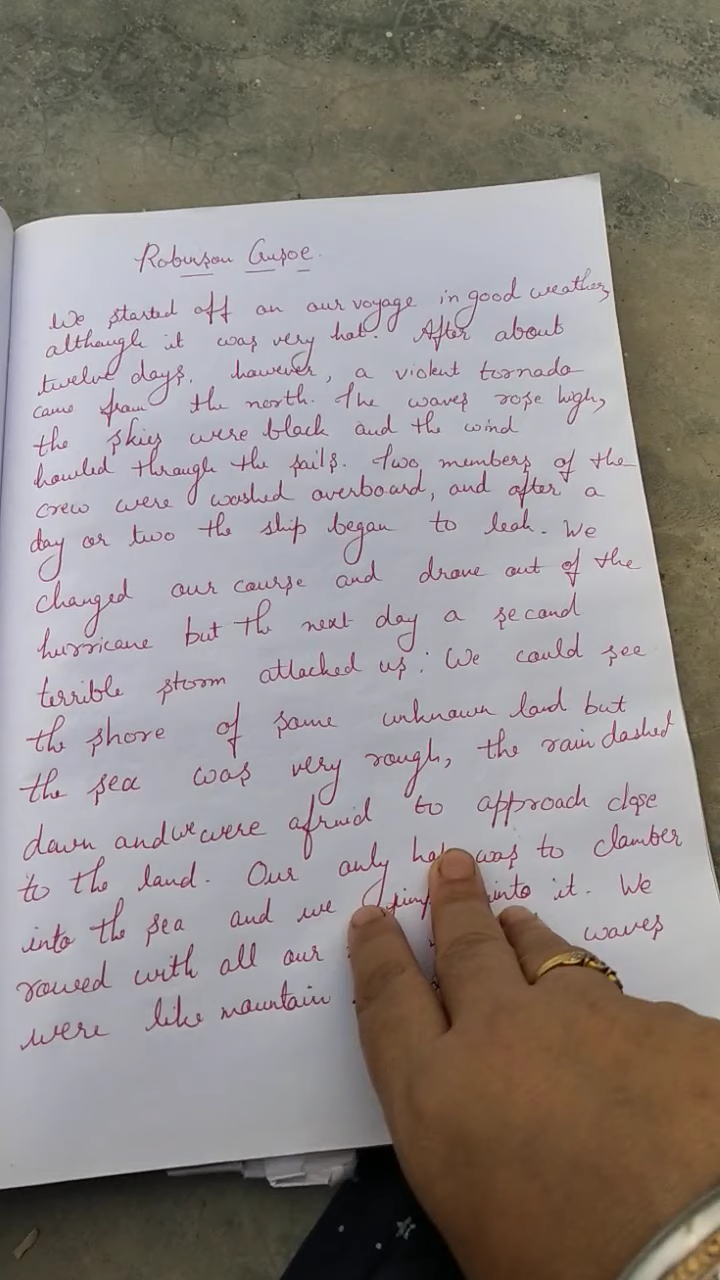 Robinson Crusoe
We started off on our voyage in good weather,
although it was very hot. After about
twelve days, however, a violent tornado
came from the north. The waves rose high,
the skies were black and the wind
howled through the sails. Two members of the
crew were washed overboard, and after a
day or two the ship began to leak. We
changed our course and drove out of the
hurricane but the next day a second
terrible storm attacked us. We could see
the shore of some unknown land but
the sea was very rough, the rain dashed
down and we were afraid to approach close
to the land. Our only was to clamber
into the sea and we into it. We
rowed with all our waves
were like mountain